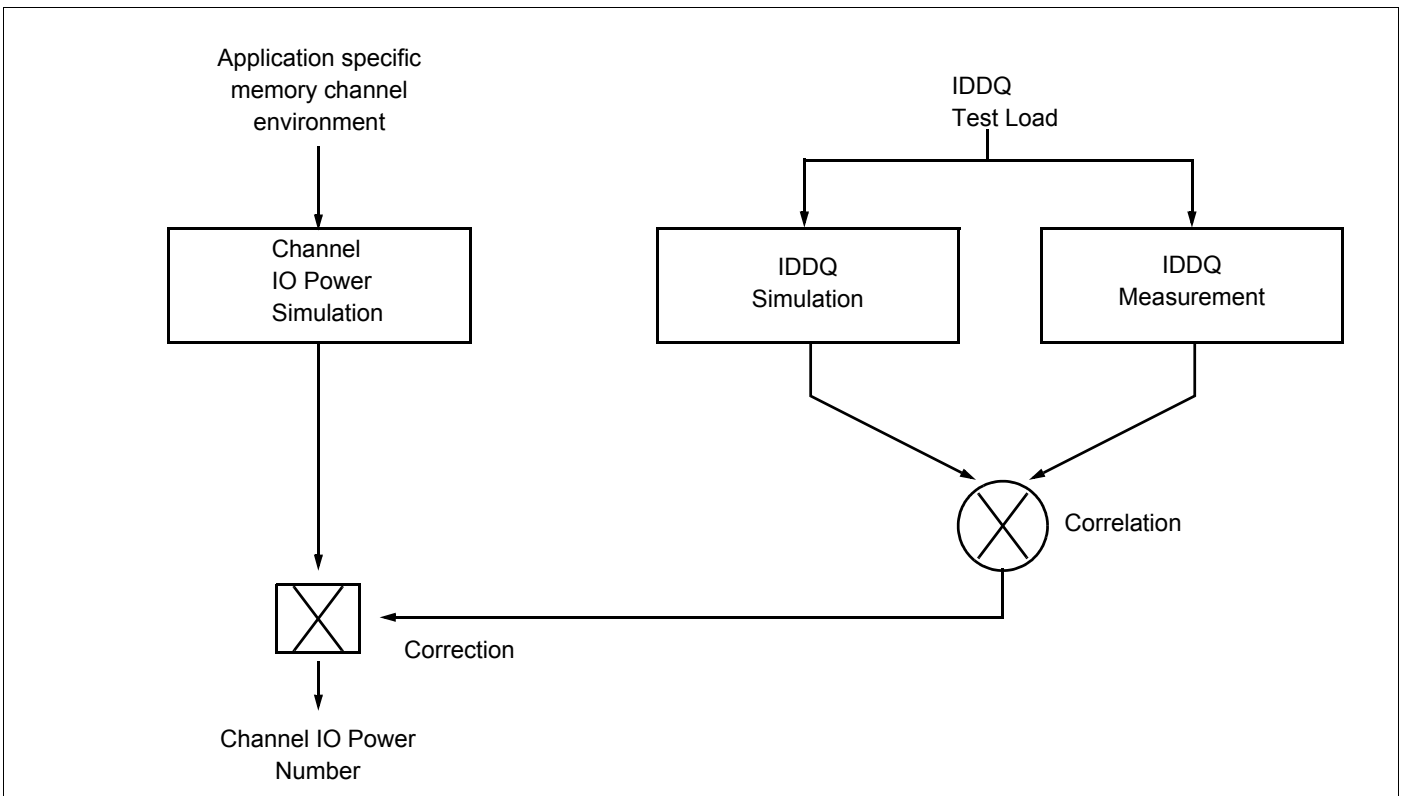 Application specific
memory channel
environment
IDDQ
Test Load
Channel
IO Power
Simulation
IDDQ
Simulation
IDDQ
Measurement
Correlation
Correction
Channel IO Power
Number